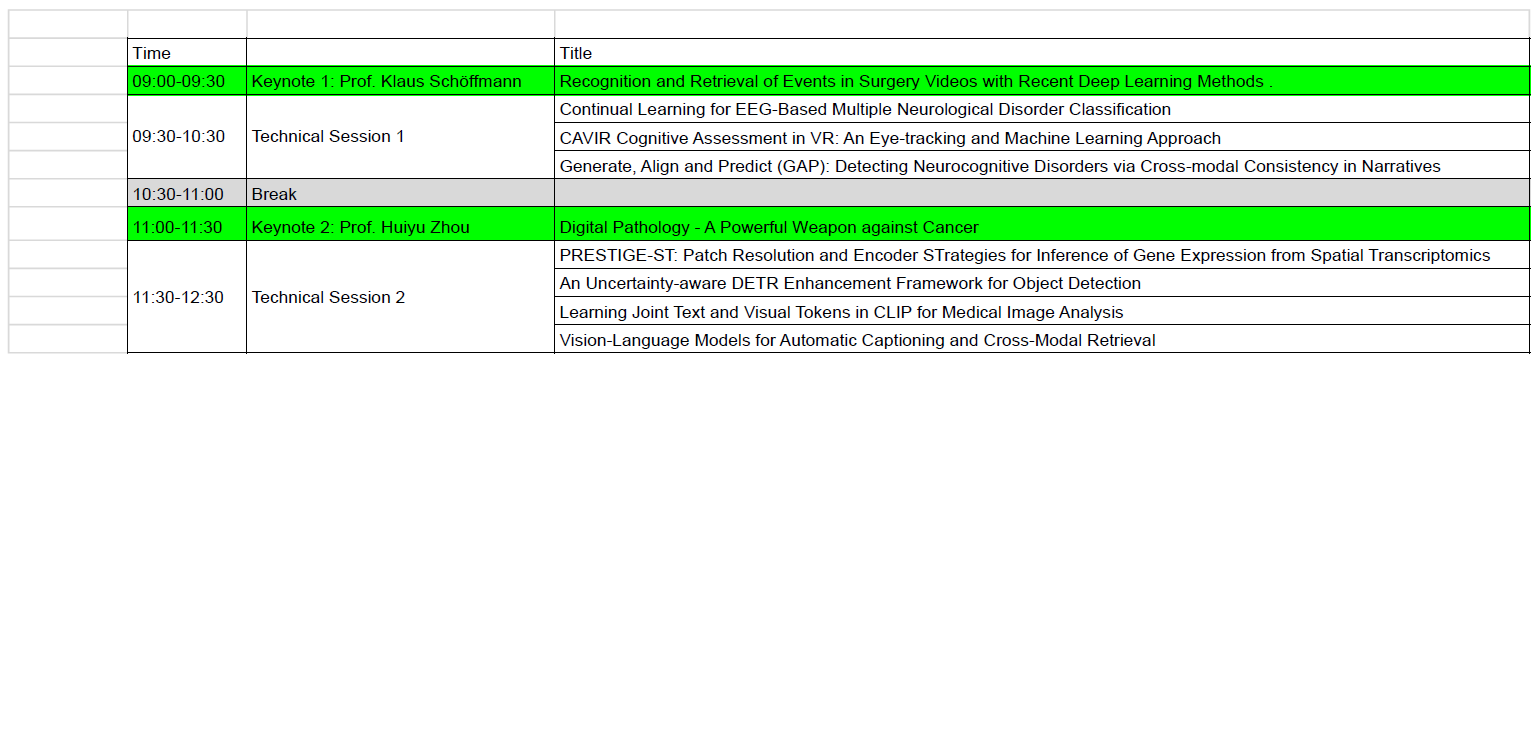 Time Title
09:00-09:30 Keynote 1: Prof. Klaus Schöffmann Recognition and Retrieval of Events in Surgery Videos with Recent Deep Learning Methods .
09:30-10:30 Technical Session 1 Continual Learning for EEG-Based Multiple Neurological Disorder Classification
CAVIR Cognitive Assessment in VR: An Eye-tracking and Machine Learning Approach
Generate, Align and Predict (GAP): Detecting Neurocognitive Disorders via Cross-modal Consistency in Narratives
10:30-11:00 Break
11:00-11:30 Keynote 2: Prof. Huiyu Zhou Digital Pathology - A Powerful Weapon against Cancer
11:30-12:30 Technical Session 2 PRESTIGE-ST: Patch Resolution and Encoder STrategies for Inference of Gene Expression from Spatial Transcriptomics
An Uncertainty-aware DETR Enhancement Framework for Object Detection
Learning Joint Text and Visual Tokens in CLIP for Medical Image Analysis
Vision-Language Models for Automatic Captioning and Cross-Modal Retrieval